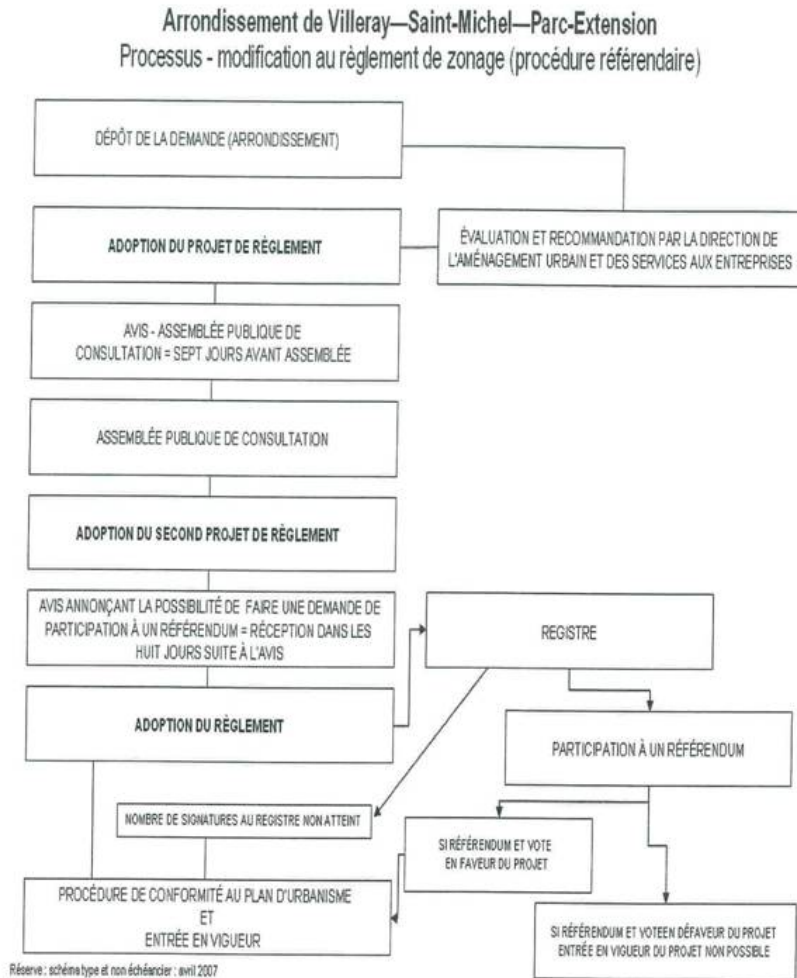 Arrondissement de Villeray—Saint-Michel—Parc-Extension
Processus - modification au règlement de zonage (procédure référendaire)
DÉPÔT DE LA DEMANDE (ARRONDISSEMENT)
ADOPTION DU PROJET DE RÈGLEMENT
ÉVALUATION ET RECOMMANDATION PAR LA DIRECTION DE
L'AMÉNAGEMENT URBAIN ET DES SERVICES AUX ENTREPRISES
AVIS - ASSEMBLÉE PUBLIQUE DE
CONSULTATION = SEPT JOURS AVANT ASSEMBLÉE
ASSEMBLÉE PUBLIQUE DE CONSULTATION
ADOPTION DU SECOND PROJET DE RÈGLEMENT
AVIS ANNONÇANT LA POSSIBILITÉ DE FAIRE UNE DEMANDE DE
PARTICIPATION À UN RÉFÉRENDUM = RÉCEPTION DANS LES
HUIT JOURS SUITE À L'AVIS
REGISTRE
ADOPTION DU RÈGLEMENT
PARTICIPATION À UN RÉFÉRENDUM
NOMBRE DE SIGNATURES AU REGISTRE NON ATTEINT
SI RÉFÉRENDUM ET VOTE
EN FAVEUR DU PROJET
PROCÉDURE DE CONFORMITÉ AU PLAN D'URBANISME
ET
ENTRÉE EN VIGUEUR
SI RÉFÉRENDUM ET VOTEEN DÉFAVEUR DU PROJET
ENTRÉE EN VIGUEUR DU PROJET NON POSSIBLE
Réserve : schéma type et non échéancier : avril 2007